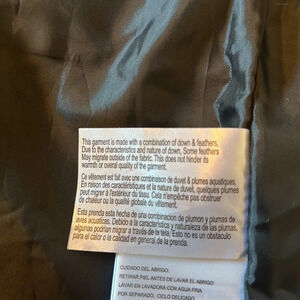 This garment is made with a combination of down & feathers,
Due to the characteristics and nature of down, Some feathers
May migrate outside of the fabric. This does not hinder its
warmth or overal quality of the garment.
Ce vêtement est fait avec une combinaison de duvet & plumes aquatiques,
En raison des caractéristiques et la nature de duvet, quelques plumes
peut migrer à l'extérieur du tissu. Cela n'empêche pas obstruer
de chaleur ou la qualité globale du vêtement.
Esta prenda esta hecha de una combinacion de plumon y plumas de
aves acuaticas. Debido a la caracteristica y naturaleza de las plumas,
algunas podrian migrar a través de la tela, Esto no es un obstaculo
para el calor o la calidad en general de la prenda.
CUIDADO DEL ABRIGO:
RETIRAR PIEL ANTES DE LAVAR EL ABRIGO.
LAVAR EN LAVADORA CON AGUA FRIA
POR SEPARADO, CICLO DELICADO